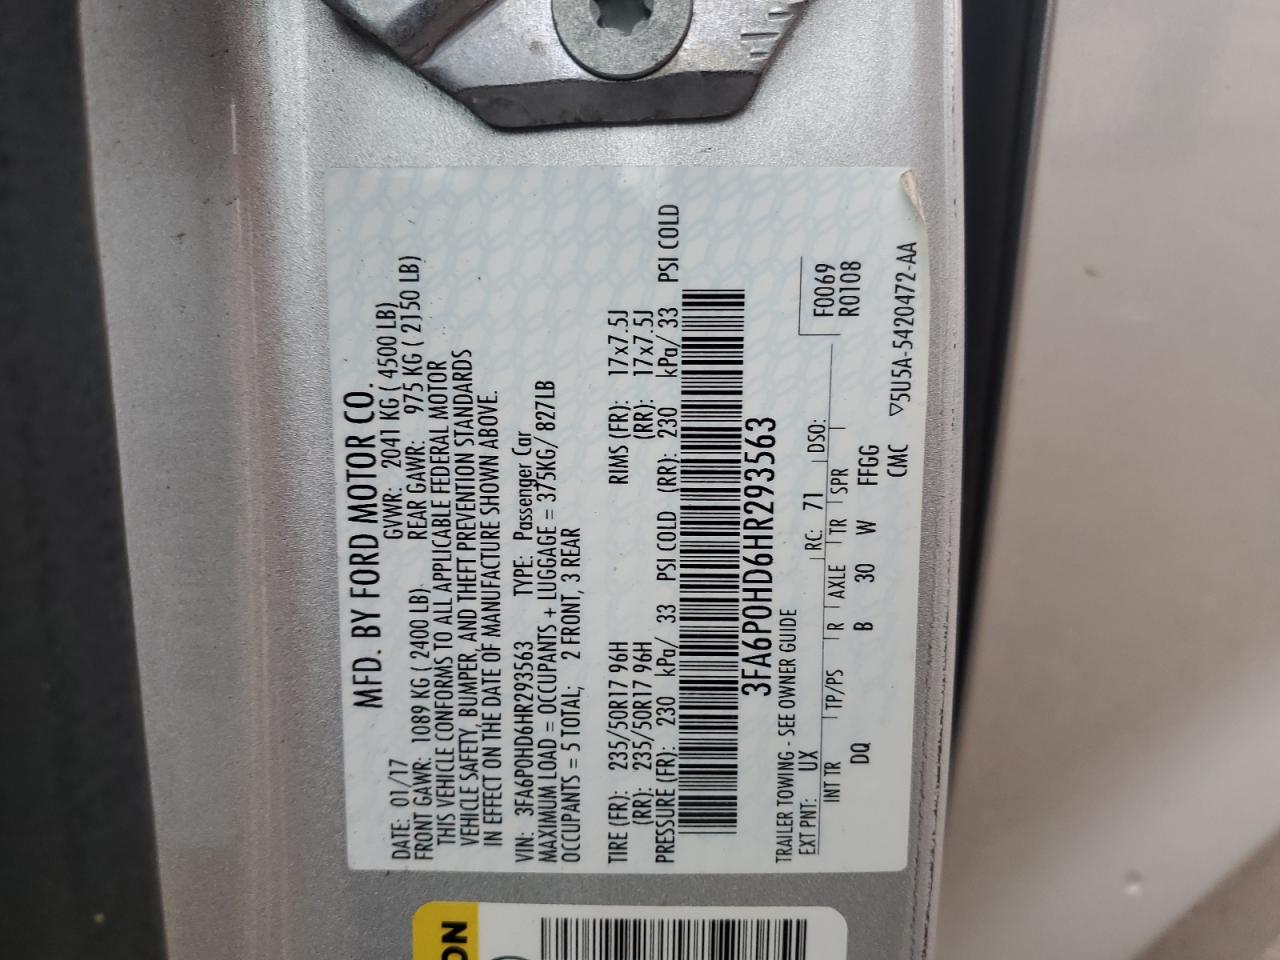 MFD. BY FORD MOTOR CO.
DATE: 01/17 GVWR: 2041 KG ( 4500 LB)
FRONT GAWR: 1089 KG ( 2400 LB) REAR GAWR: 975 KG ( 2150 LB)
THIS VEHICLE CONFORMS TO ALL APPLICABLE FEDERAL MOTOR
VEHICLE SAFETY, BUMPER, AND THEFT PREVENTION STANDARDS
IN EFFECT ON THE DATE OF MANUFACTURE SHOWN ABOVE.
VIN: 3FA6P0HD6HR293563 TYPE: Passenger Car
MAXIMUM LOAD = OCCUPANTS + LUGGAGE = 375KG/ 827LB
OCCUPANTS = 5 TOTAL; 2 FRONT, 3 REAR
TIRE (FR): 235/50R17 96H RIMS (FR): 17x7.5J
(RR): 235/50R17 96H (RR): 17x7.5J
PRESSURE (FR): 230 kPa/ 33 PSI COLD (RR): 230 kPa/ 33 PSI COLD
3FA6P0HD6HR293563
TRAILER TOWING - SEE OWNER GUIDE
EXT PNT: UX RC: 71 DSO: F0069
R0108
INT TR TP/PS R AXLE TR SPR
DQ B 30 W FFGG
CMC ▽5U5A-5420472-AA
ON